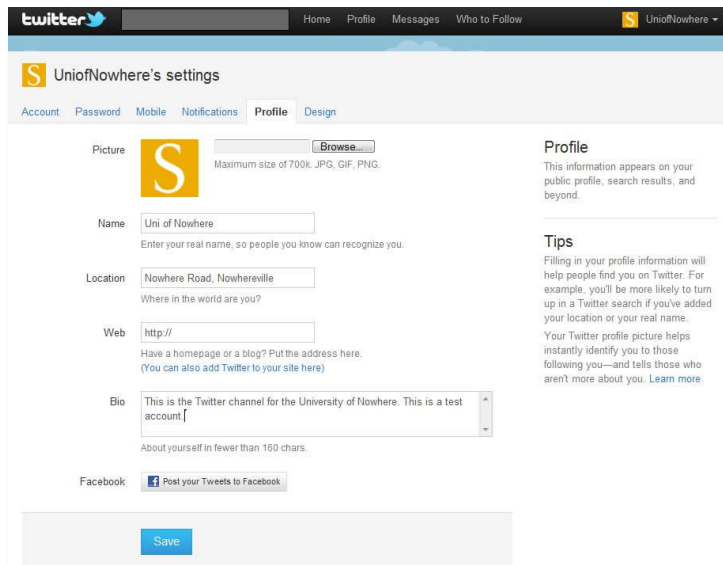 twitter Home Profile Messages Who to Follow S UniofNowhere
S UniofNowhere's settings
Account Password Mobile Notifications Profile Design
Picture
S
Browse...
Maximum size of 700k. JPG, GIF, PNG.
Name Uni of Nowhere
Enter your real name, so people you know can recognize you.
Location Nowhere Road, Nowhereville
Where in the world are you?
Web http://
Have a homepage or a blog? Put the address here.
(You can also add Twitter to your site here)
Bio This is the Twitter channel for the University of Nowhere. This is a test
account.
About yourself in fewer than 160 chars.
Facebook f Post your Tweets to Facebook
Save
Profile
This information appears on your
public profile, search results, and
beyond.
Tips
Filling in your profile information will
help people find you on Twitter. For
example, you'll be more likely to turn
up in a Twitter search if you've added
your location or your real name.
Your Twitter profile picture helps
instantly identify you to those
following you—and tells those who
aren't more about you. Learn more